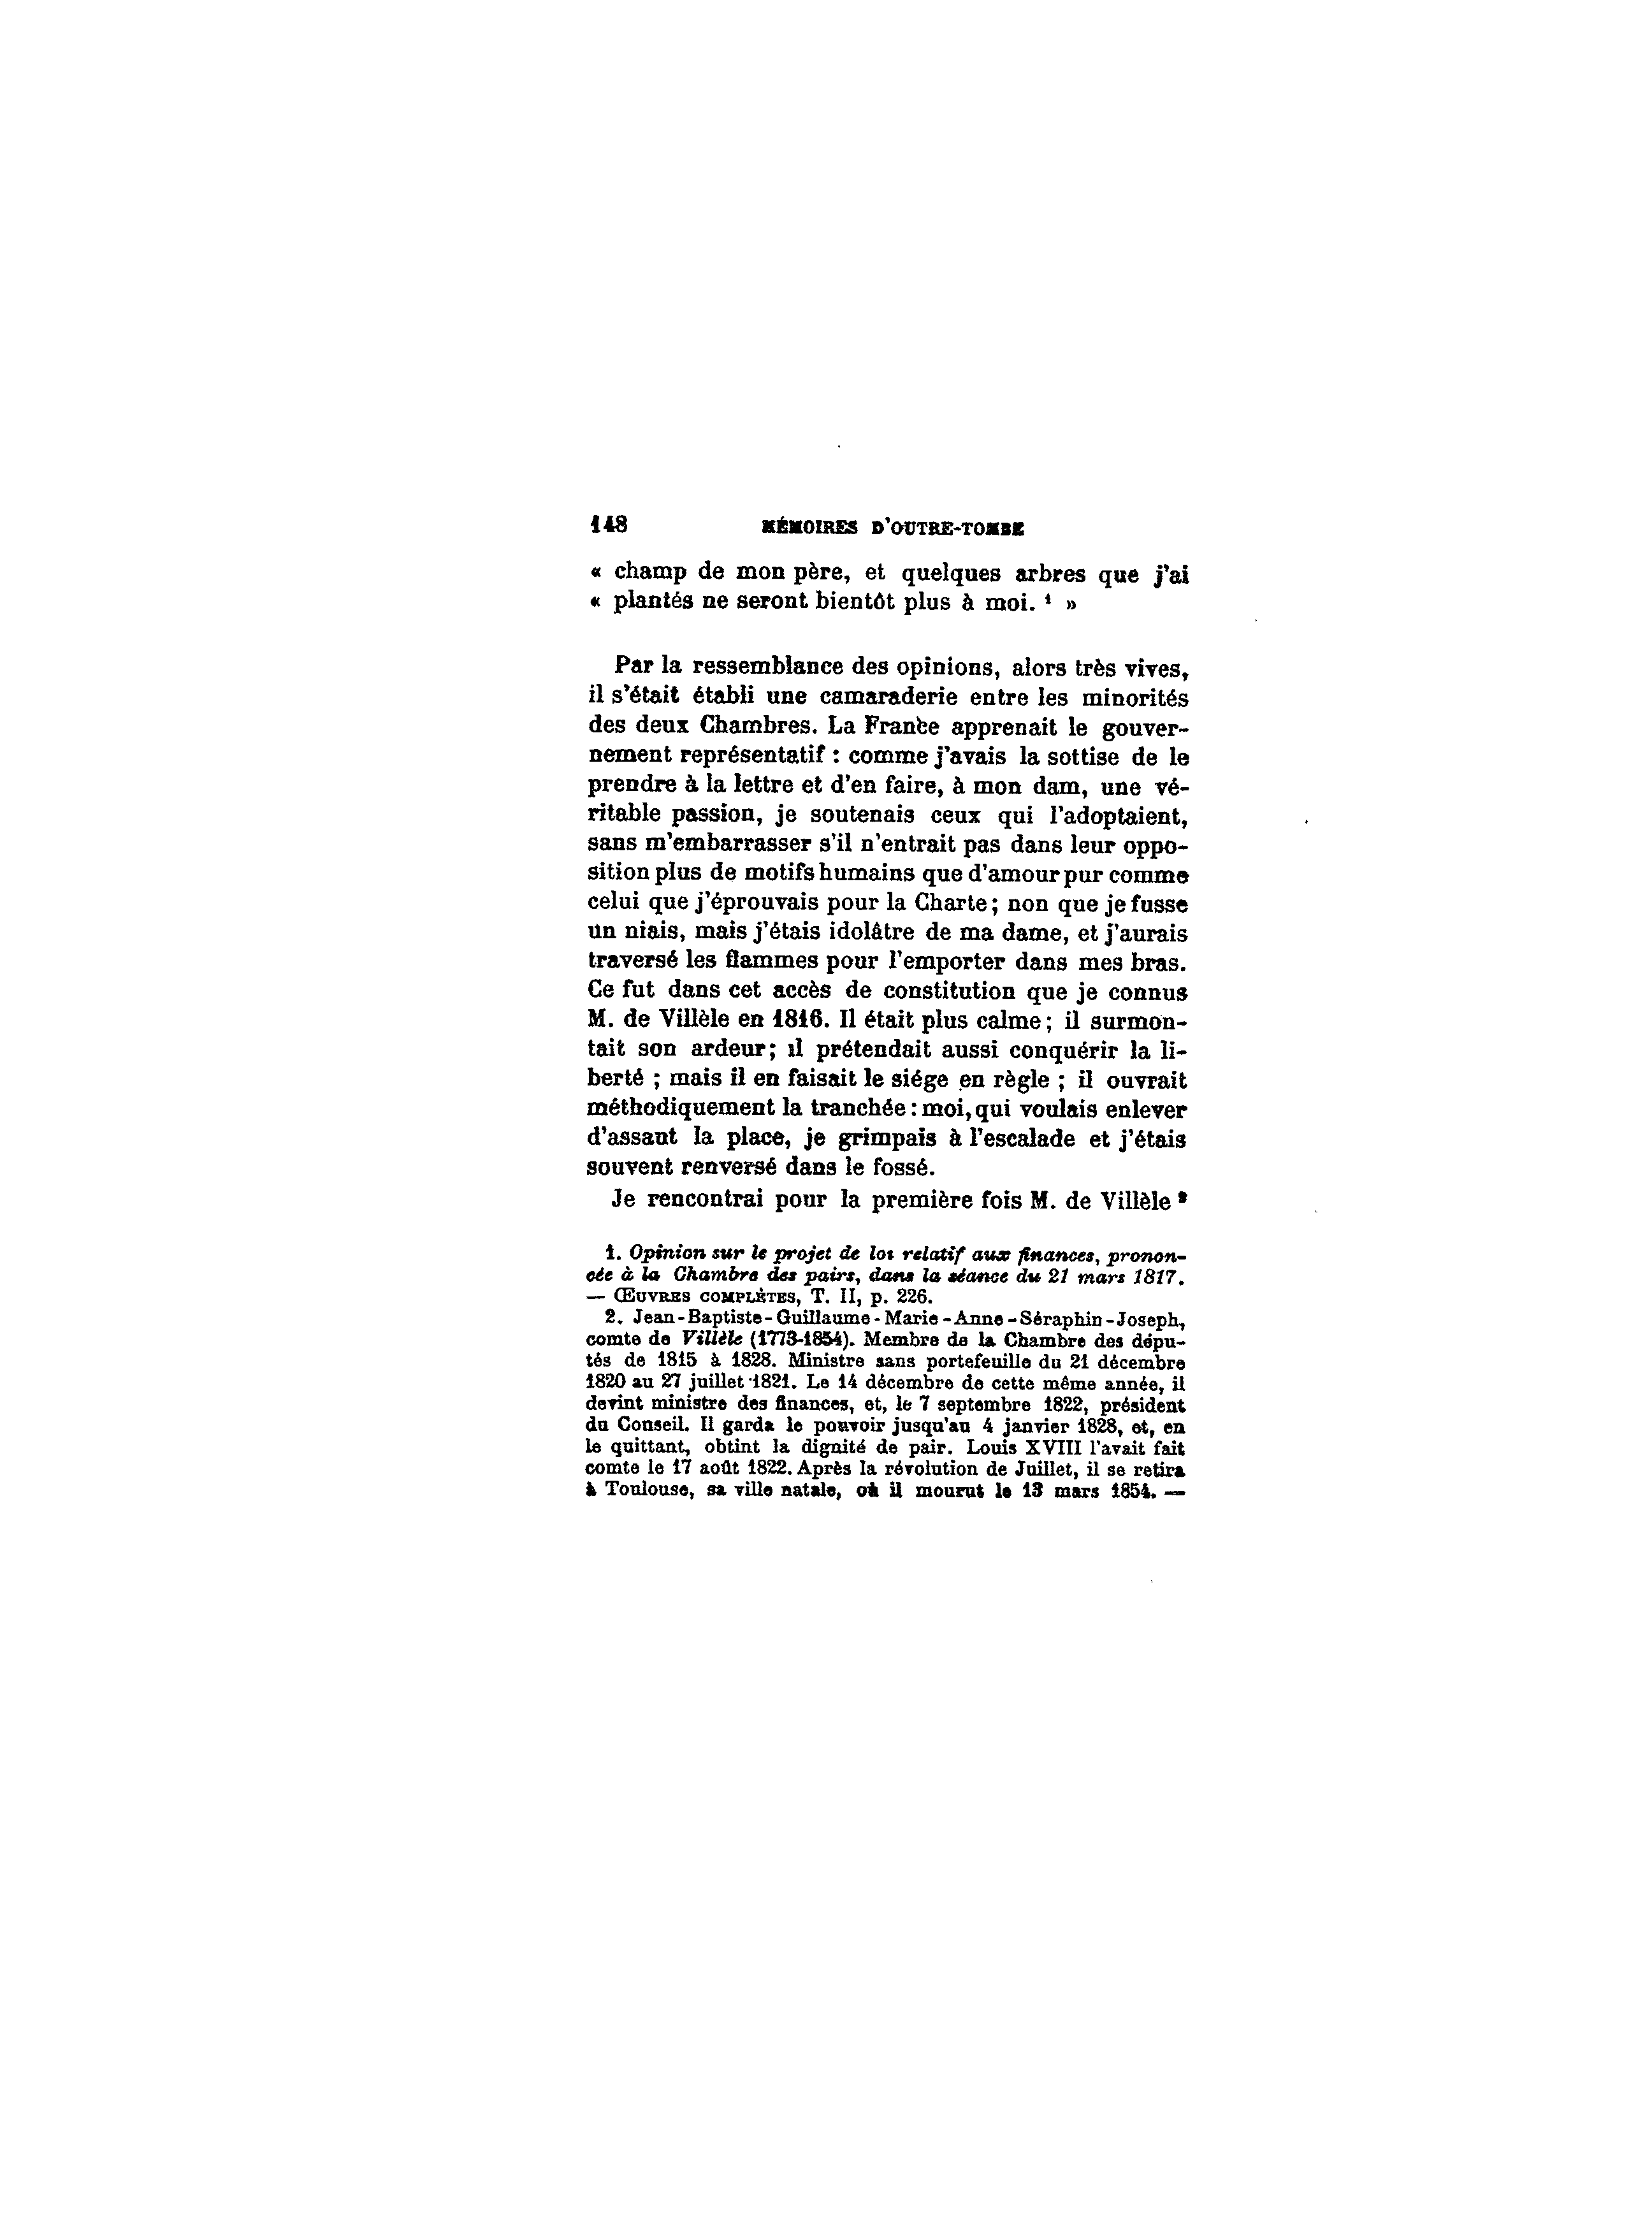 148 MÉMOIRES D'OUTRE-TOMBE
« champ de mon père, et quelques arbres que j'ai
« plantés ne seront bientôt plus à moi. ¹ »
Par la ressemblance des opinions, alors très vives,
il s'était établi une camaraderie entre les minorités
des deux Chambres. La France apprenait le gouver-
nement représentatif : comme j'avais la sottise de le
prendre à la lettre et d'en faire, à mon dam, une vé-
ritable passion, je soutenais ceux qui l'adoptaient,
sans m'embarrasser s'il n'entrait pas dans leur oppo-
sition plus de motifs humains que d'amour pur comme
celui que j'éprouvais pour la Charte ; non que je fusse
un niais, mais j'étais idolâtre de ma dame, et j'aurais
traversé les flammes pour l'emporter dans mes bras.
Ce fut dans cet accès de constitution que je connus
M. de Villèle en 1816. Il était plus calme ; il surmon-
tait son ardeur ; il prétendait aussi conquérir la li-
berté ; mais il en faisait le siége en règle ; il ouvrait
méthodiquement la tranchée : moi, qui voulais enlever
d'assaut la place, je grimpais à l'escalade et j'étais
souvent renversé dans le fossé.
Je rencontrai pour la première fois M. de Villèle ²
1. Opinion sur le projet de loi relatif aux finances, pronon-
cée à la Chambre des pairs, dans la séance du 21 mars 1817.
— ŒUVRES COMPLÈTES, T. II, p. 226.
2. Jean-Baptiste-Guillaume-Marie-Anne-Séraphin-Joseph,
comte de Villèle (1773-1854). Membre de la Chambre des dépu-
tés de 1815 à 1828. Ministre sans portefeuille du 21 décembre
1820 au 27 juillet 1821. Le 14 décembre de cette même année, il
devint ministre des finances, et, le 7 septembre 1822, président
du Conseil. Il garda le pouvoir jusqu'au 4 janvier 1828, et, en
le quittant, obtint la dignité de pair. Louis XVIII l'avait fait
comte le 17 août 1822. Après la révolution de Juillet, il se retira
à Toulouse, sa ville natale, où il mourut le 13 mars 1854. —